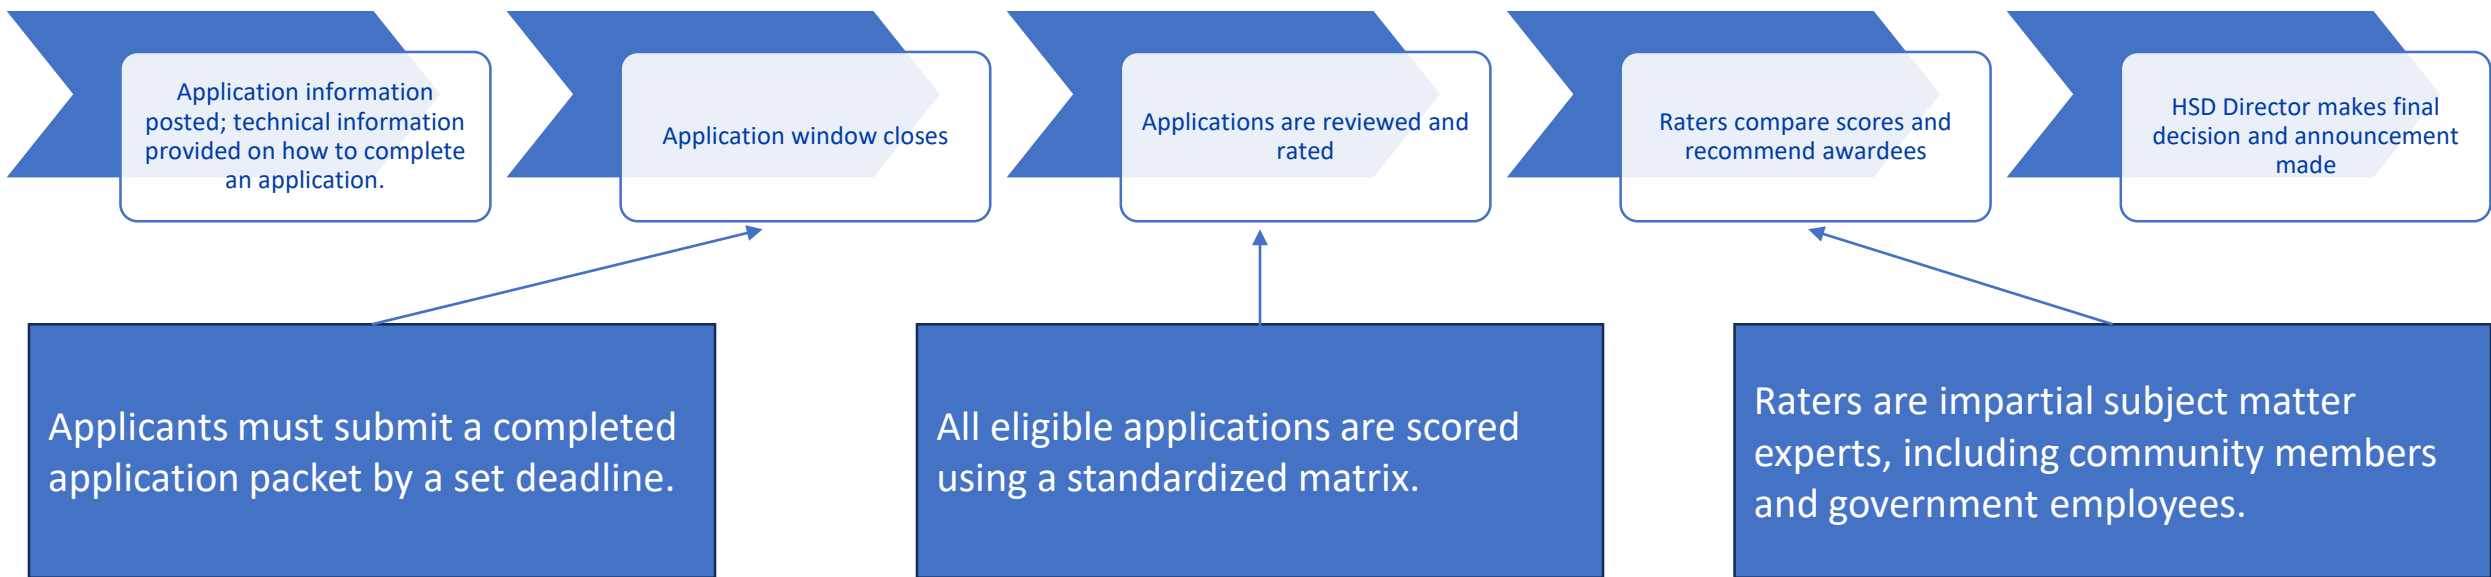 Application information
posted; technical information
provided on how to complete
an application.
Application window closes
Applications are reviewed and
rated
Raters compare scores and
recommend awardees
HSD Director makes final
decision and announcement
made
Applicants must submit a completed
application packet by a set deadline.
All eligible applications are scored
using a standardized matrix.
Raters are impartial subject matter
experts, including community members
and government employees.